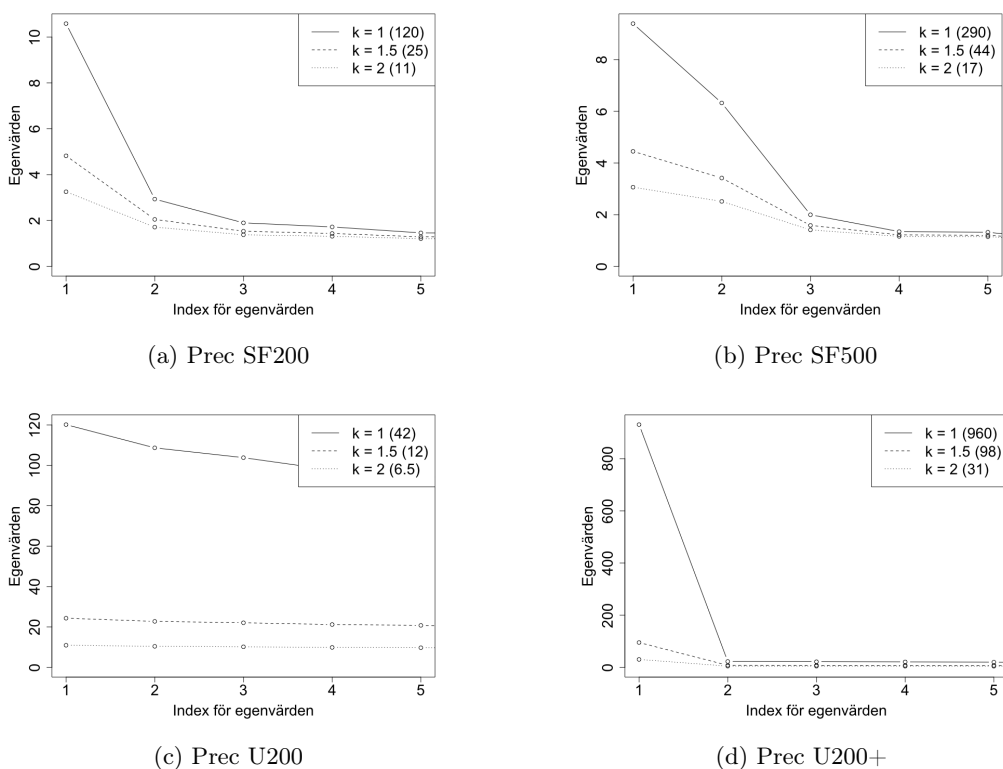 k = 1 (120)
k = 1.5 (25)
k = 2 (11)
Egenvärden
0
2
4
6
8
10
1
2
3
4
5
Index för egenvärden
(a) Prec SF200
k = 1 (290)
k = 1.5 (44)
k = 2 (17)
Egenvärden
0
2
4
6
8
1
2
3
4
5
Index för egenvärden
(b) Prec SF500
k = 1 (42)
k = 1.5 (12)
k = 2 (6.5)
Egenvärden
0
20
40
60
80
100
120
1
2
3
4
5
Index för egenvärden
(c) Prec U200
k = 1 (960)
k = 1.5 (98)
k = 2 (31)
Egenvärden
0
200
400
600
800
1
2
3
4
5
Index för egenvärden
(d) Prec U200+